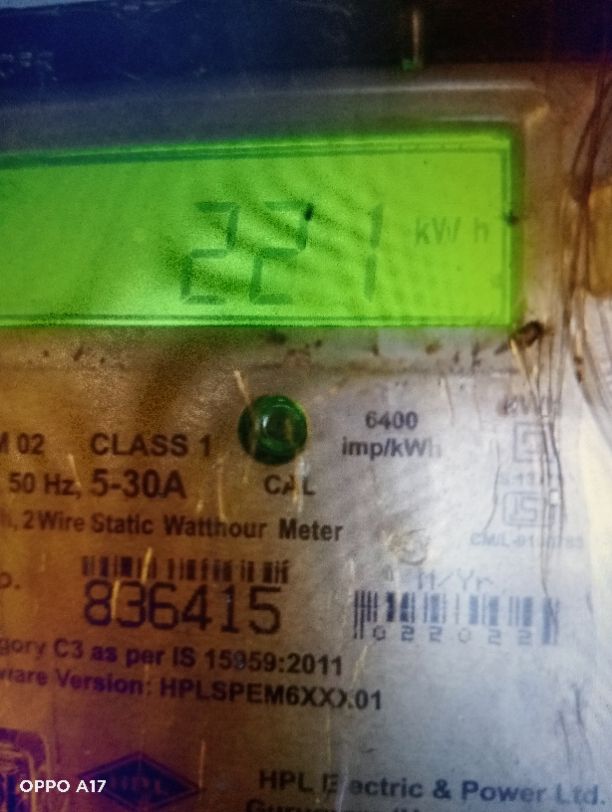 221 kWh
02 CLASS 1
6400
imp/kWh
50 Hz, 5-30A
CAL
2Wire Static Watthour Meter
M/Yr
836415
022022
gory C3 as per IS 15959:2011
ware Version: HPLSPEM6XXX.01
HPL
HPL Electric & Power Ltd.
OPPO A17